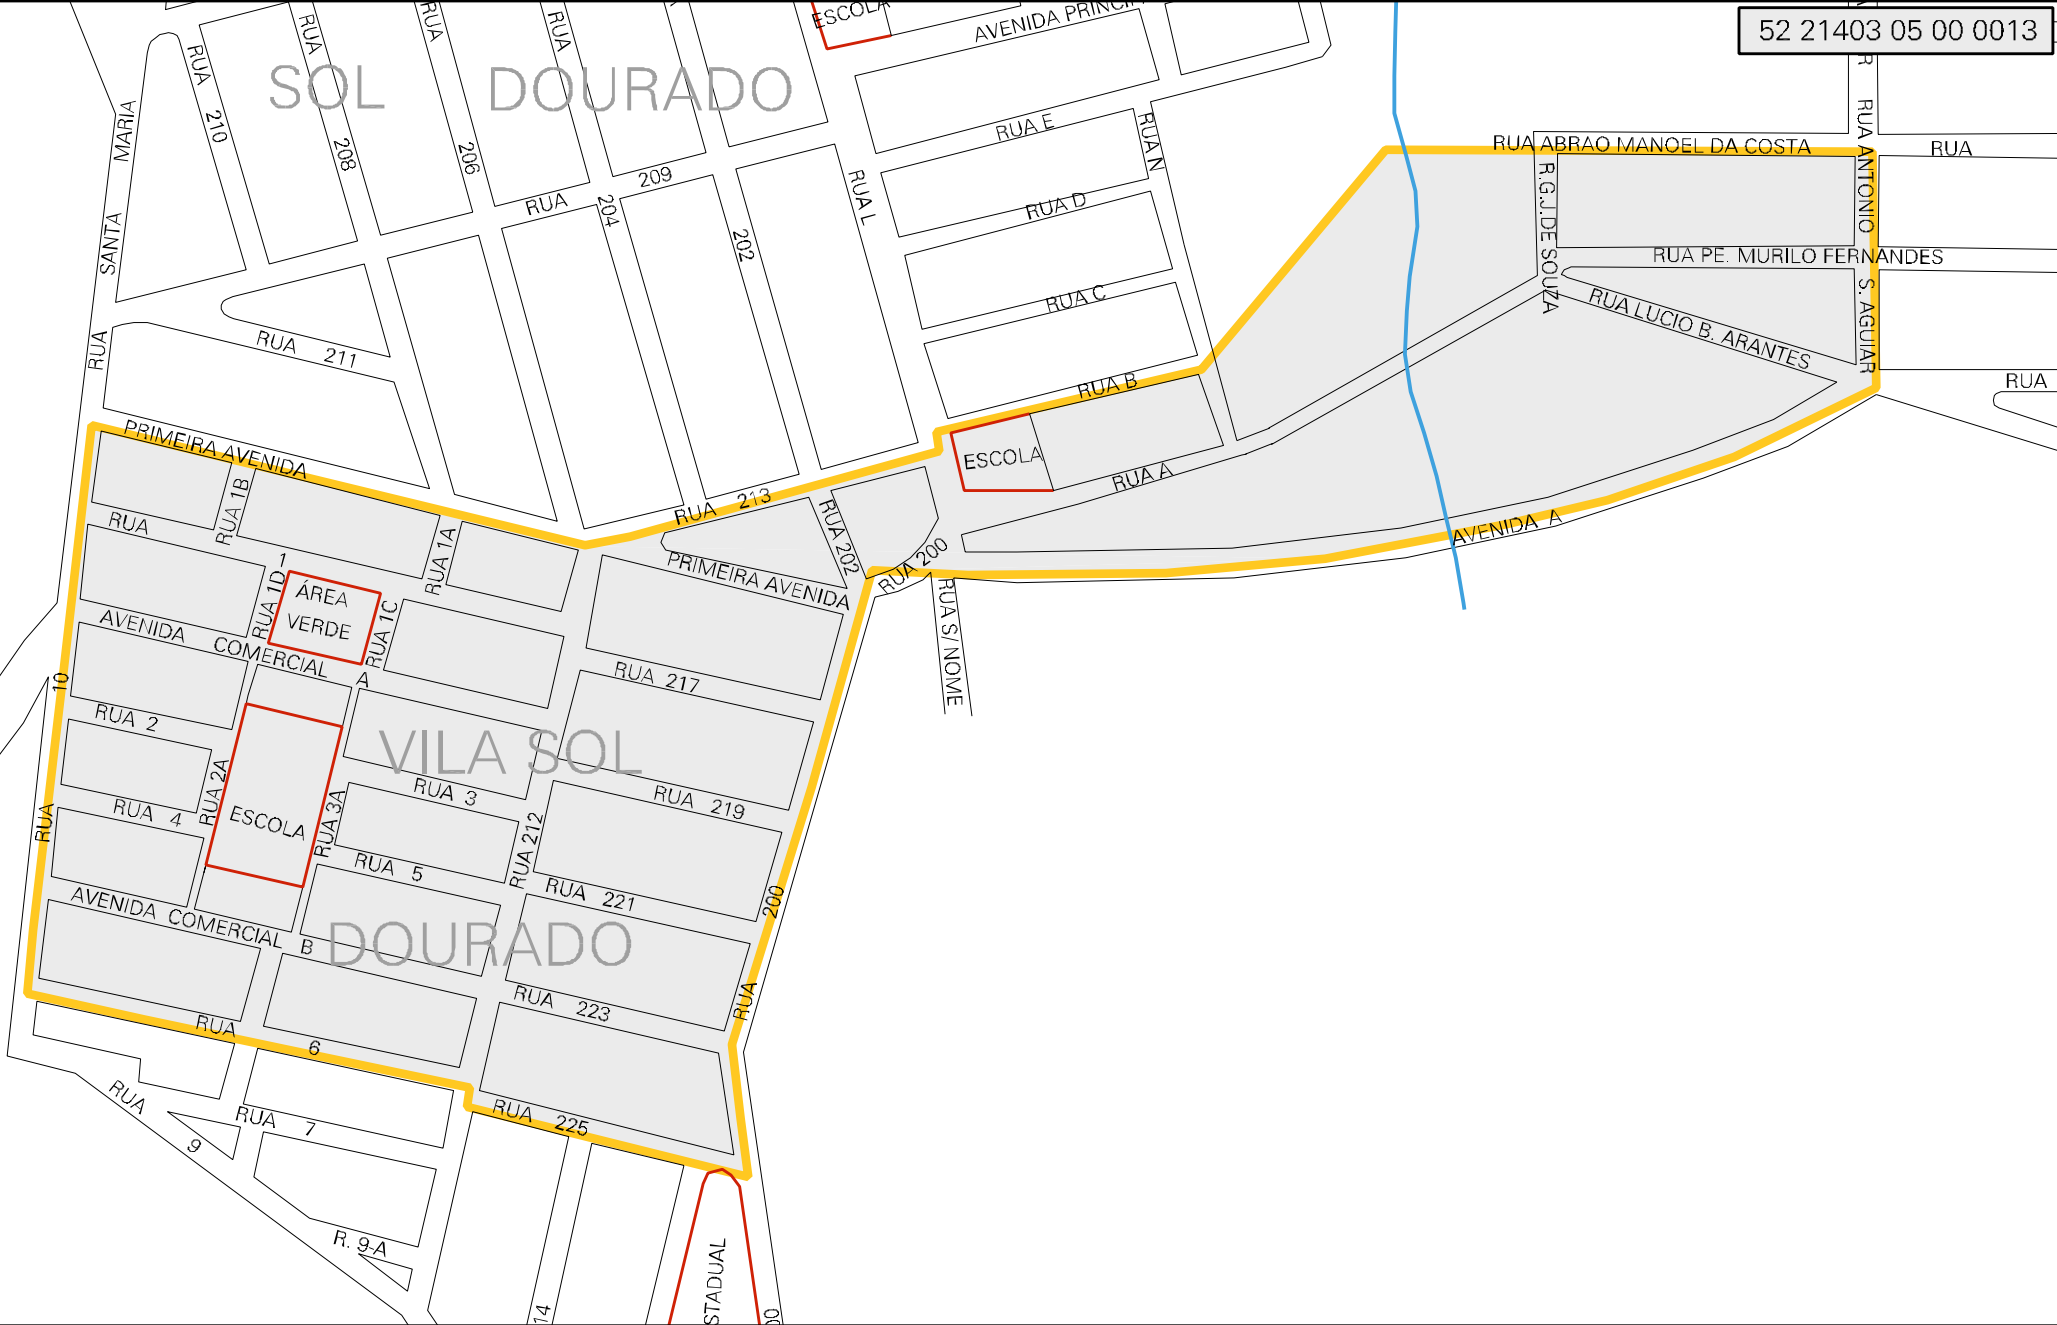 52 21403 05 00 0013
ESCOLA
AVENIDA
RUA
RUA
RUA
RUA
210
208
206
204
202
SOL DOURADO
RUA 209
RUA L
RUA E
RUA N
RUA D
RUA C
RUA B
RUA SANTA MARIA
RUA 211
RUA ABRAO MANOEL DA COSTA
RUA
R.G.J.DE SOUZA
RUA ANTONIO S. AGUIAR
RUA PE. MURILO FERNANDES
RUA LUCIO B. ARANTES
RUA
PRIMEIRA AVENIDA
RUA 213
ESCOLA
RUA A
AVENIDA A
RUA 202
RUA 200
PRIMEIRA AVENIDA
RUA S/ NOME
RUA 1
RUA 1B
RUA 1A
RUA 1D
ÁREA
VERDE
RUA 1C
AVENIDA COMERCIAL A
RUA 217
RUA 10
RUA 2
VILA SOL
DOURADO
RUA 2A
ESCOLA
RUA 3A
RUA 3
RUA 219
RUA 4
RUA 212
RUA 5
RUA 221
AVENIDA COMERCIAL B
RUA 200
RUA 223
RUA 6
RUA 225
RUA 9
RUA 7
R. 9-A
14
STADUAL